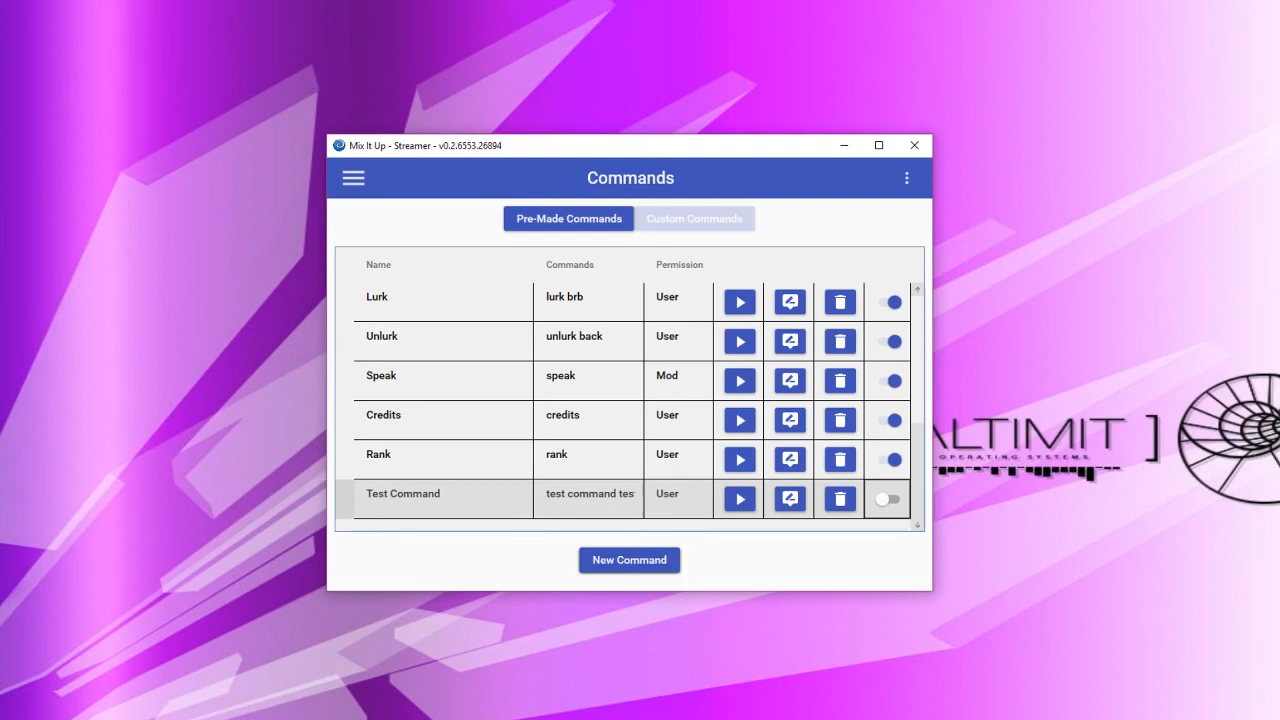 Mix It Up - Streamer - v0.2.6553.26894
Commands
Pre-Made Commands Custom Commands
Name Commands Permission
Lurk lurk brb User
Unlurk unlurk back User
Speak speak Mod
Credits credits User
Rank rank User
Test Command test command tes User
New Command
ALTIMIT ]
OPERATING SYSTEMS